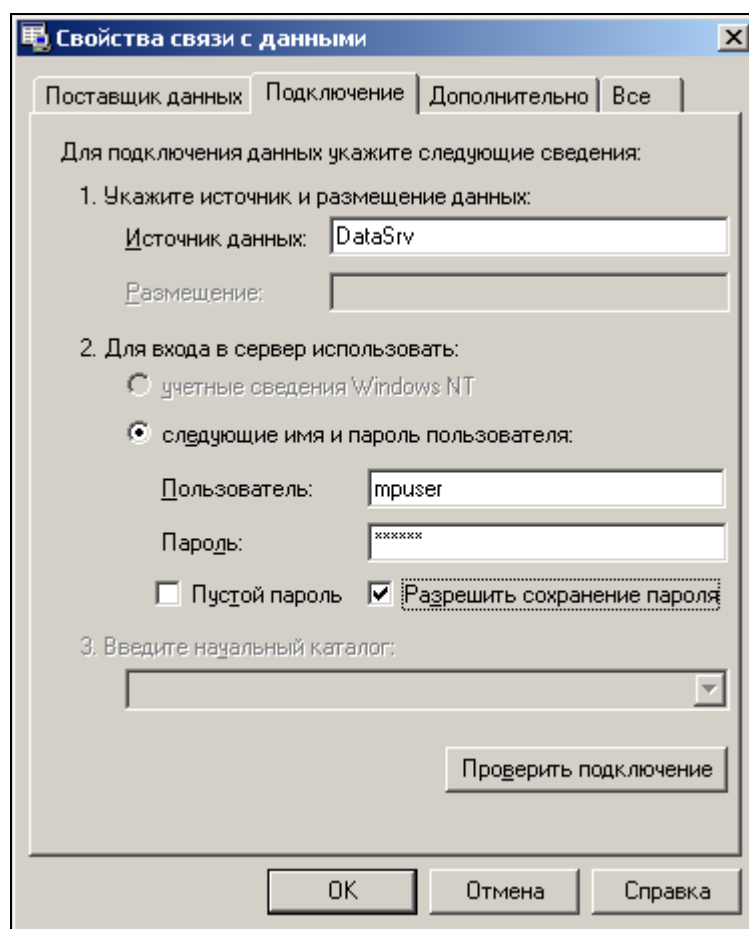 Свойства связи с данными
Поставщик данных Подключение Дополнительно Все
Для подключения данных укажите следующие сведения:
1. Укажите источник и размещение данных:
Источник данных: DataSrv
Размещение:
2. Для входа в сервер использовать:
учетные сведения Windows NT
следующие имя и пароль пользователя:
Пользователь: mpuser
Пароль: ******
Пустой пароль Разрешить сохранение пароля
3. Введите начальный каталог:
Проверить подключение
OK Отмена Справка